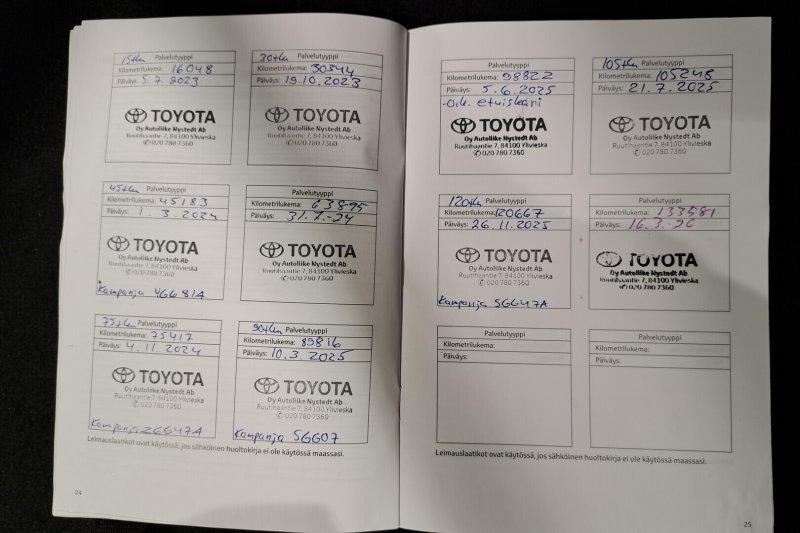 15tkm Palvelutyyppi
Kilometrilukema: 16048
Päiväys: 5.7.2023
TOYOTA
Oy Autoliike Nystedt Ab
Ruutihaantie 7, 84100 Ylivieska
✆ 020 780 7360
30tkm Palvelutyyppi
Kilometrilukema: 30544
Päiväys: 19.10.2023
TOYOTA
Oy Autoliike Nystedt Ab
Ruutihaantie 7, 84100 Ylivieska
✆ 020 780 7360
45tkm Palvelutyyppi
Kilometrilukema: 45183
Päiväys: 1.3.2024
TOYOTA
Oy Autoliike Nystedt Ab
Ruutihaantie 7, 84100 Ylivieska
✆ 020 780 7360
Kampanja 46681A
Palvelutyyppi
Kilometrilukema: 63895
Päiväys: 31.7.-24
TOYOTA
Oy Autoliike Nystedt Ab
Ruutihaantie 7, 84100 Ylivieska
✆ 020 780 7360
75tkm Palvelutyyppi
Kilometrilukema: 75417
Päiväys: 4.11.2024
TOYOTA
Oy Autoliike Nystedt Ab
Ruutihaantie 7, 84100 Ylivieska
✆ 020 780 7360
Kampanja
90tkm Palvelutyyppi
Kilometrilukema: 89816
Päiväys: 10.3.2025
TOYOTA
Oy Autoliike Nystedt Ab
Ruutihaantie 7, 84100 Ylivieska
✆ 020 780 7360
Kampanja 5GG07
Leimauslaatikot ovat käytössä, jos sähköinen huoltokirja ei ole käytössä maassasi.
24
Palvelutyyppi
Kilometrilukema: 98822
Päiväys: 5.6.2025
TOYOTA
Oy Autoliike Nystedt Ab
Ruutihaantie 7, 84100 Ylivieska
✆ 020 780 7360
105tkm Palvelutyyppi
Kilometrilukema: 105248
Päiväys: 21.7.2025
TOYOTA
Oy Autoliike Nystedt Ab
Ruutihaantie 7, 84100 Ylivieska
✆ 020 780 7360
120tkm Palvelutyyppi
Kilometrilukema: 120667
Päiväys: 26.11.2025
TOYOTA
Oy Autoliike Nystedt Ab
Ruutihaantie 7, 84100 Ylivieska
✆ 020 780 7360
Kampanja 5GG47A
Palvelutyyppi
Kilometrilukema: 133581
Päiväys: 16.3.-26
TOYOTA
Oy Autoliike Nystedt Ab
Ruutihaantie 7, 84100 Ylivieska
✆ 020 780 7360
Palvelutyyppi
Kilometrilukema:
Päiväys:
Palvelutyyppi
Kilometrilukema:
Päiväys:
Leimauslaatikot ovat käytössä, jos sähköinen huoltokirja ei ole käytössä maassasi.
25